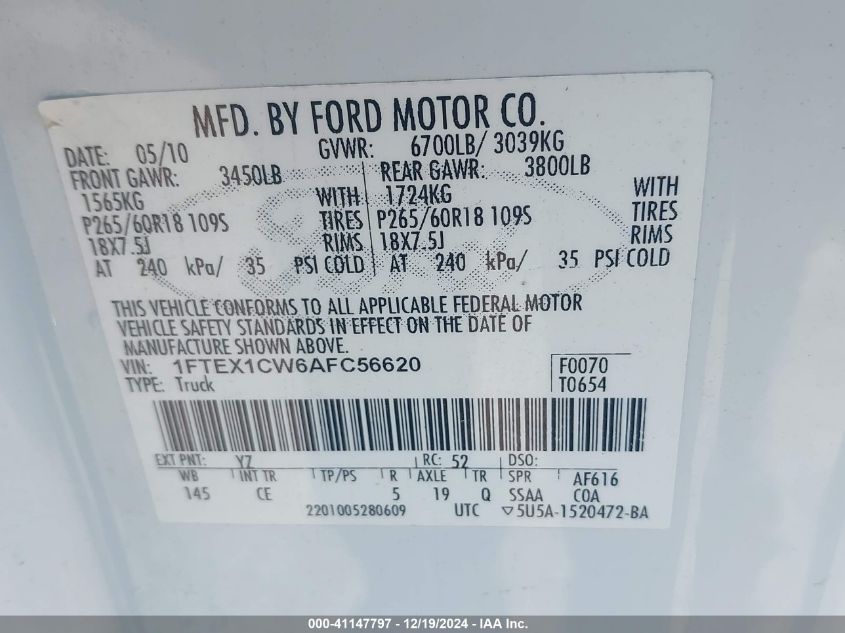 MFD. BY FORD MOTOR CO.
DATE: 05/10 GVWR: 6700LB/ 3039KG
FRONT GAWR: 3450LB REAR GAWR: 3800LB
1565KG WITH 1724KG WITH
P265/60R18 109S TIRES P265/60R18 109S TIRES
18X7.5J RIMS 18X7.5J RIMS
AT 240 kPa/ 35 PSI COLD AT 240 kPa/ 35 PSI COLD
THIS VEHICLE CONFORMS TO ALL APPLICABLE FEDERAL MOTOR
VEHICLE SAFETY STANDARDS IN EFFECT ON THE DATE OF
MANUFACTURE SHOWN ABOVE.
VIN: 1FTEX1CW6AFC56620 F0070
TYPE: Truck T0654
EXT PNT: YZ RC: 52 DSO:
WB INT TR TP/PS R AXLE TR SPR AF616
145 CE 5 19 Q SSAA COA
2201005280609 UTC ▽5U5A-1520472-BA
000-41147797 - 12/19/2024 - IAA Inc.